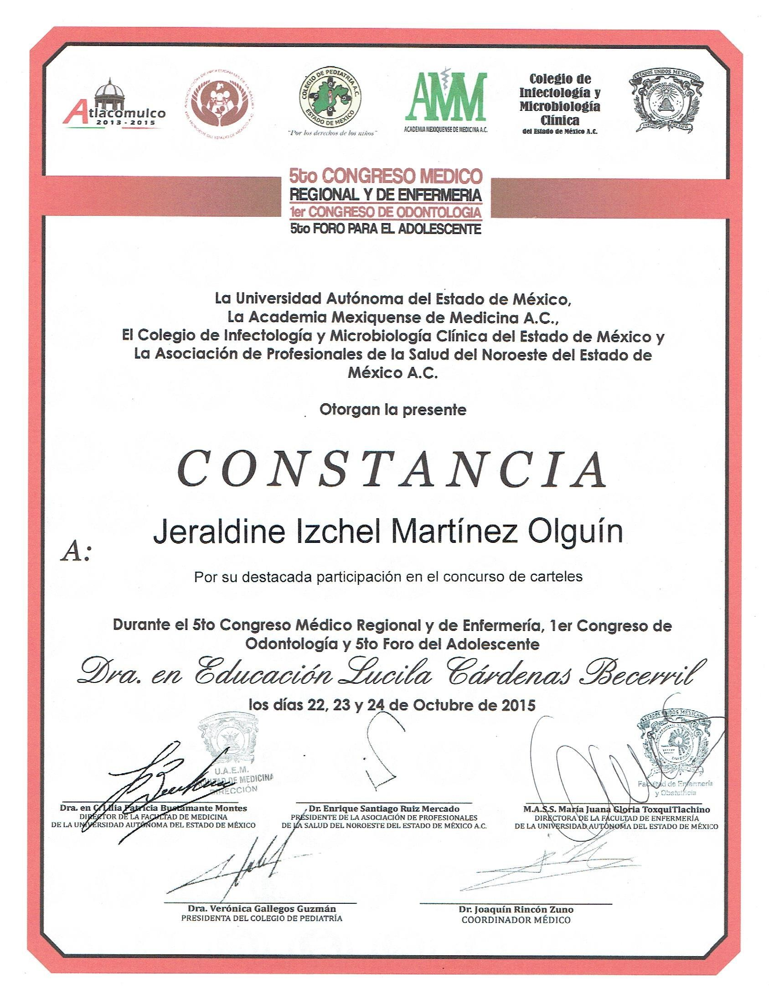 Atlacomulco
2013 - 2015
ASOCIACIÓN DE PROFESIONALES DE LA SALUD
DEL NOROESTE DEL ESTADO DE MÉXICO A.C.
COLEGIO DE PEDIATRIA A.C.
ESTADO DE MEXICO
"Por los derechos de los niños"
AMM
ACADEMIA MEXIQUENSE DE MEDICINA A.C.
Colegio de
Infectología y
Microbiología
Clínica
del Estado de México A.C.
ESTADOS UNIDOS MEXICANOS
UNIVERSIDAD AUTONOMA
ESTADO MEXICO
5to CONGRESO MEDICO
REGIONAL Y DE ENFERMERIA
1er CONGRESO DE ODONTOLOGIA
5to FORO PARA EL ADOLESCENTE
La Universidad Autónoma del Estado de México,
La Academia Mexiquense de Medicina A.C.,
El Colegio de Infectología y Microbiología Clínica del Estado de México y
La Asociación de Profesionales de la Salud del Noroeste del Estado de
México A.C.
Otorgan la presente
CONSTANCIA
Jeraldine Izchel Martínez Olguín
A:
Por su destacada participación en el concurso de carteles
Durante el 5to Congreso Médico Regional y de Enfermería, 1er Congreso de
Odontología y 5to Foro del Adolescente
Dra. en Educación Lucila Cárdenas Becerril
los días 22, 23 y 24 de Octubre de 2015
U.A.E.M.
FACULTAD DE MEDICINA
DIRECCIÓN
ESTADOS UNIDOS MEXICANOS
Facultad de Enfermería
y Obstetricia
Dra. en C. Lilia Patricia Bustamante Montes
DIRECTOR DE LA FACULTAD DE MEDICINA
DE LA UNIVERSIDAD AUTÓNOMA DEL ESTADO DE MÉXICO
Dr. Enrique Santiago Ruiz Mercado
PRESIDENTE DE LA ASOCIACIÓN DE PROFESIONALES
DE LA SALUD DEL NOROESTE DEL ESTADO DE MÉXICO A.C.
M.A.S.S. María Juana Gloria ToxquiTlachino
DIRECTORA DE LA FACULTAD DE ENFERMERÍA
DE LA UNIVERSIDAD AUTÓNOMA DEL ESTADO DE MÉXICO
Dra. Verónica Gallegos Guzmán
PRESIDENTA DEL COLEGIO DE PEDIATRÍA
Dr. Joaquín Rincón Zuno
COORDINADOR MÉDICO